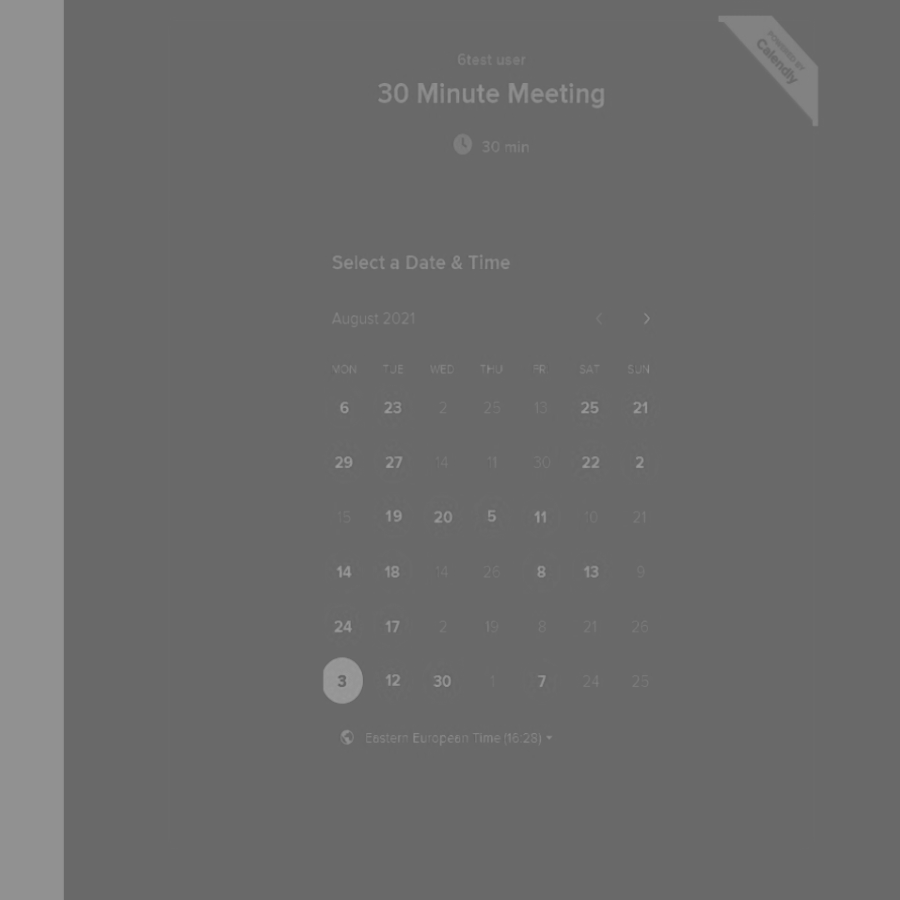 POWERED BY
Calendly
6test user
30 Minute Meeting
30 min
Select a Date & Time
August 2021
MON TUE WED THU FR SAT SUN
6 23 2 25 13 25 21
29 27 14 11 30 22 2
15 19 20 5 11 10 21
14 18 14 26 8 13 9
24 17 2 19 8 21 26
3 12 30 1 7 24 25
Eastern European Time (16:28)